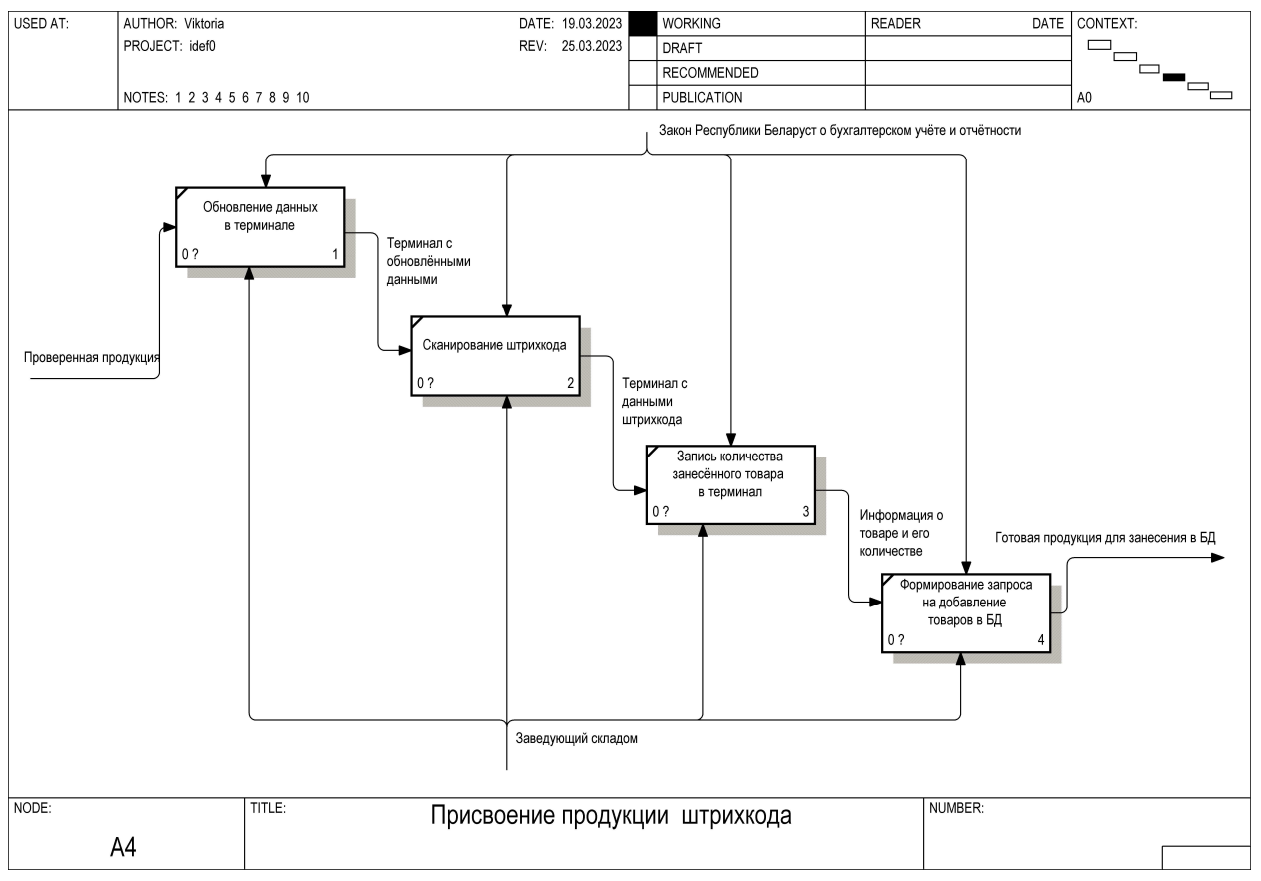 USED AT:
AUTHOR: Viktoria
DATE: 19.03.2023
PROJECT: idef0
REV: 25.03.2023
NOTES: 1 2 3 4 5 6 7 8 9 10
WORKING
DRAFT
RECOMMENDED
PUBLICATION
READER
DATE
CONTEXT:
A0
Закон Республики Беларуст о бухгалтерском учёте и отчётности
Обновление данных
в терминале
0 ?
1
Терминал с
обновлёнными
данными
Проверенная продукция
Сканирование штрихкода
0 ?
2
Терминал с
данными
штрихкода
Запись количества
занесённого товара
в терминал
0 ?
3
Информация о
товаре и его
количестве
Готовая продукция для занесения в БД
Формирование запроса
на добавление
товаров в БД
0 ?
4
Заведующий складом
NODE:
A4
TITLE:
Присвоение продукции штрихкода
NUMBER: